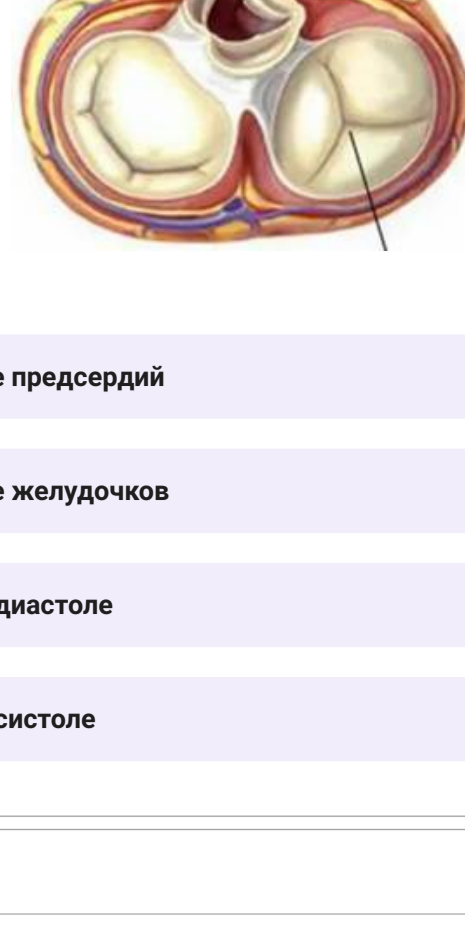 е предсердий
е желудочков
диастоле
систоле